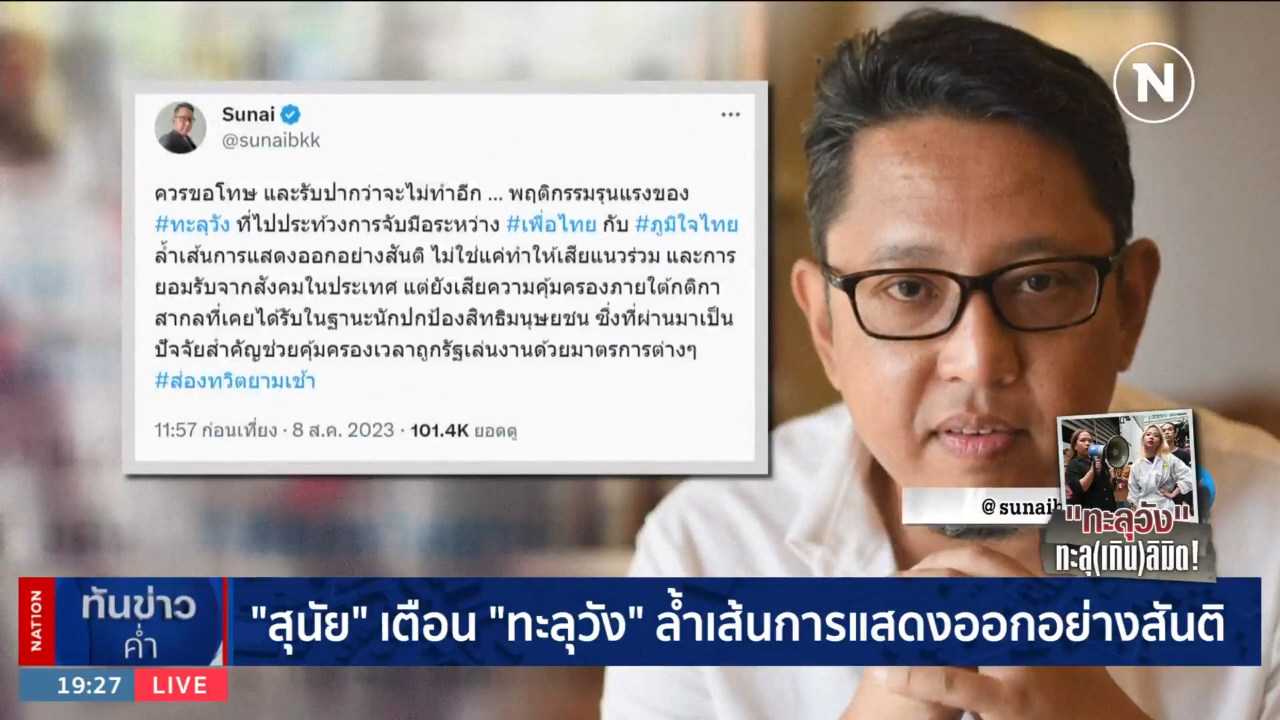 N
Sunai
@sunaibkk
ควรขอโทษ และรับปากว่าจะไม่ทำอีก ... พฤติกรรมรุนแรงของ
#ทะลุวัง ที่ไปประท้วงการจับมือระหว่าง #เพื่อไทย กับ #ภูมิใจไทย
ล้ำเส้นการแสดงออกอย่างสันติ ไม่ใช่แค่ทำให้เสียแนวร่วม และการ
ยอมรับจากสังคมในประเทศ แต่ยังเสียความคุ้มครองภายใต้กติกา
สากลที่เคยได้รับในฐานะนักปกป้องสิทธิมนุษยชน ซึ่งที่ผ่านมาเป็น
ปัจจัยสำคัญช่วยคุ้มครองเวลาถูกรัฐเล่นงานด้วยมาตรการต่างๆ
#ส่องทวิตยามเช้า
11:57 ก่อนเที่ยง · 8 ส.ค. 2023 · 101.4K ยอดดู
@sunaib
"ทะลุวัง"
ทะลุ(เกิน)ลิมิต!
NATION
ทันข่าว
ค่ำ
"สุนัย" เตือน "ทะลุวัง" ล้ำเส้นการแสดงออกอย่างสันติ
19:27 LIVE